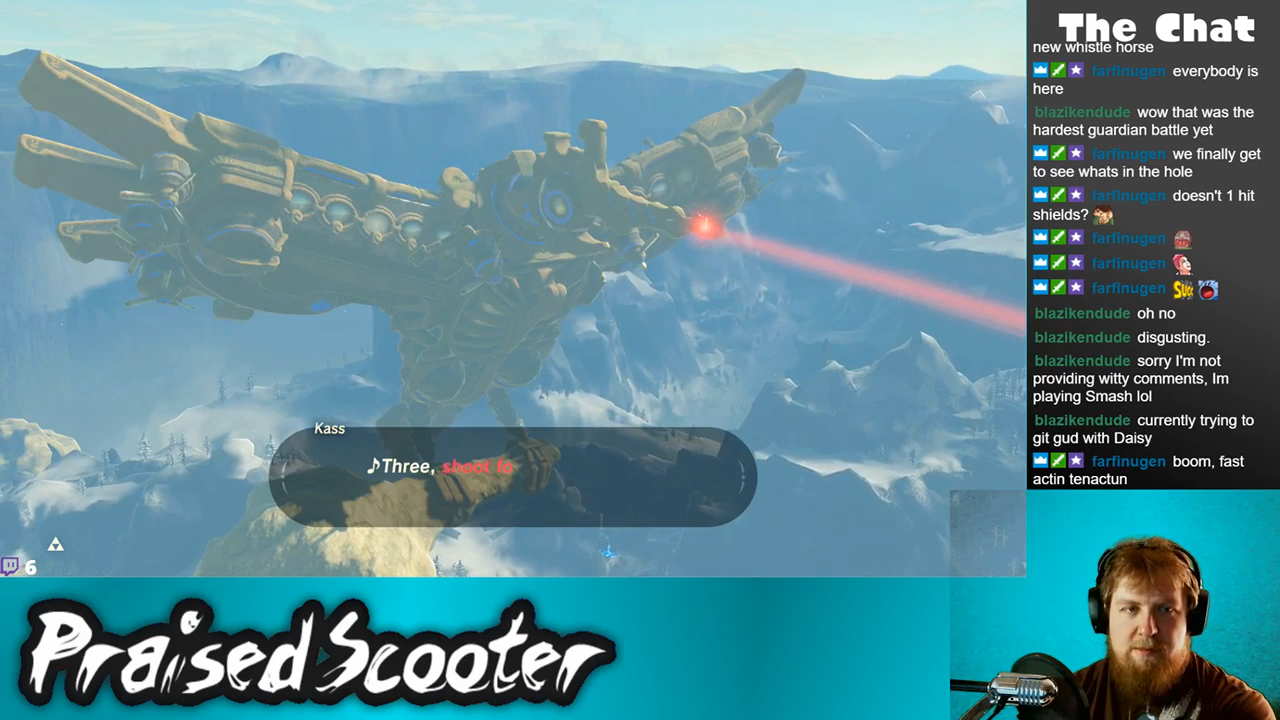 The Chat
new whistle horse
farfinugen everybody is
here
blazikendude wow that was the
hardest guardian battle yet
farfinugen we finally get
to see whats in the hole
farfinugen doesn't 1 hit
shields?
farfinugen
farfinugen
farfinugen SUCC
blazikendude oh no
blazikendude disgusting.
blazikendude sorry I'm not
providing witty comments, Im
playing Smash lol
blazikendude currently trying to
git gud with Daisy
farfinugen boom, fast
actin tenactun
Kass
♪Three, shoot to
6
PraisedScooter